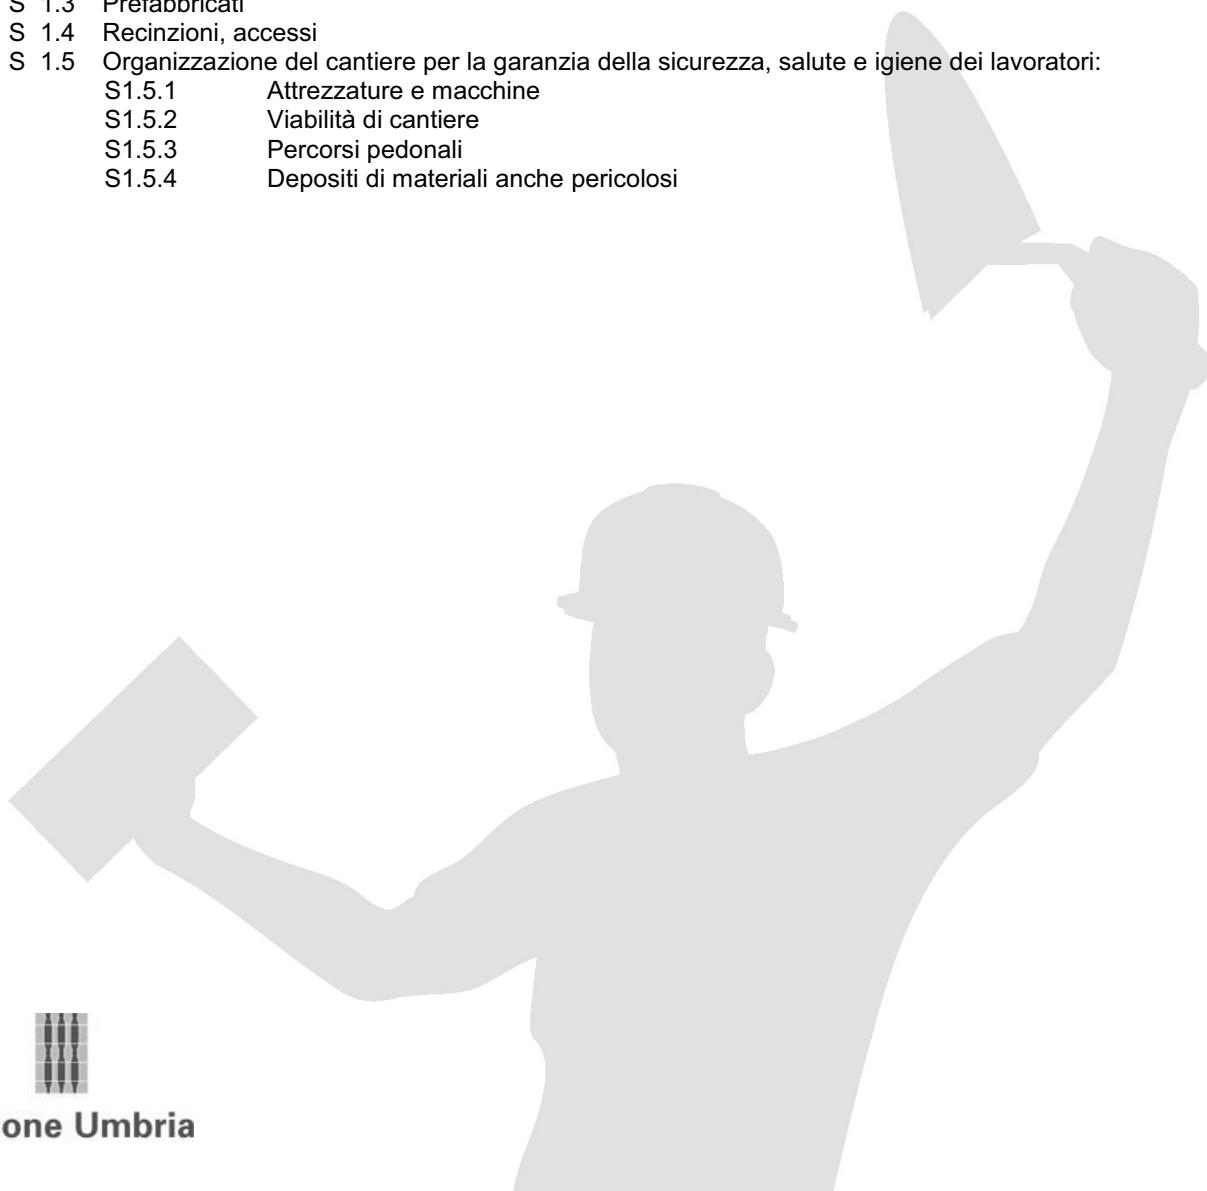 S 1.3 Prefabbricati
S 1.4 Recinzioni, accessi
S 1.5 Organizzazione del cantiere per la garanzia della sicurezza, salute e igiene dei lavoratori:
S1.5.1 Attrezzature e macchine
S1.5.2 Viabilità di cantiere
S1.5.3 Percorsi pedonali
S1.5.4 Depositi di materiali anche pericolosi
one Umbria